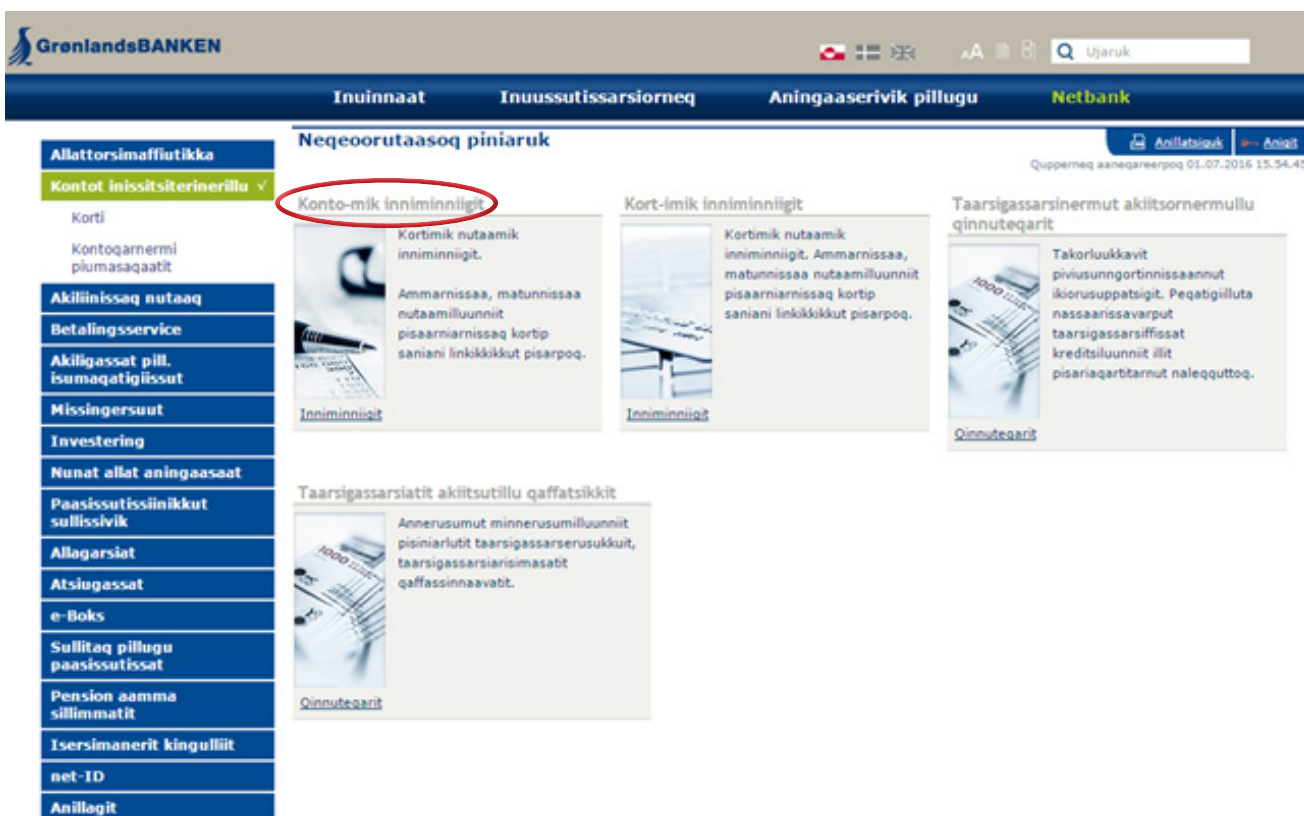 GrønlandsBANKEN
Ujaruk
Inuinnaat
Inuussutissarsiorneq
Aningaaserivik pillugu
Netbank
Neqeoorutaasoq piniaruk
Anillatsiguk
Anigit
Qupperneq aaneqareerpoq 01.07.2016 15.54.45
Allattorsimaffiutikka
Kontot inissitsiterinerillu √
Korti
Kontoqarnermi
piumasaqaatit
Akiliinissaq nutaaq
Betalingsservice
Akiligassat pill.
isumaqatigiissut
Missingersuut
Investering
Nunat allat aningaasaat
Paasissutissiinikkut
sullissivik
Allagarsiat
Atsiugassat
e-Boks
Sullitaq pillugu
paasissutissat
Pension aamma
sillimmatit
Isersimanerit kingulliit
net-ID
Anillagit
Konto-mik inniminniigit
Kortimik nutaamik
inniminniigit.
Ammarnissaa, matunnissaa
nutaamilluunniit
pisaarniarnissaq kortip
saniani linkikkikkut pisarpoq.
Inniminniigit
Kort-imik inniminniigit
Kortimik nutaamik
inniminniigit. Ammarnissaa,
matunnissaa nutaamilluunniit
pisaarniarnissaq kortip
saniani linkikkikkut pisarpoq.
Inniminniigit
Taarsigassarsinermut akiitsornermullu
qinnuteqarit
1000
Takorluukkavit
piviusunngortinnissaannut
ikiorusuppatsigit. Peqatigiilluta
nassaarissavarput
taarsigassarsiffissat
kreditsiluunniit illit
pisariaqartitarnut naleqquttoq.
Qinnuteqarit
Taarsigassarsiatit akiitsutillu qaffatsikkit
1000
1000
Annerusumut minnerusumilluunniit
pisiniarlutit taarsigassarserusukkuit,
taarsigassarsiarisimasatit
qaffassinnaavatit.
Qinnuteqarit